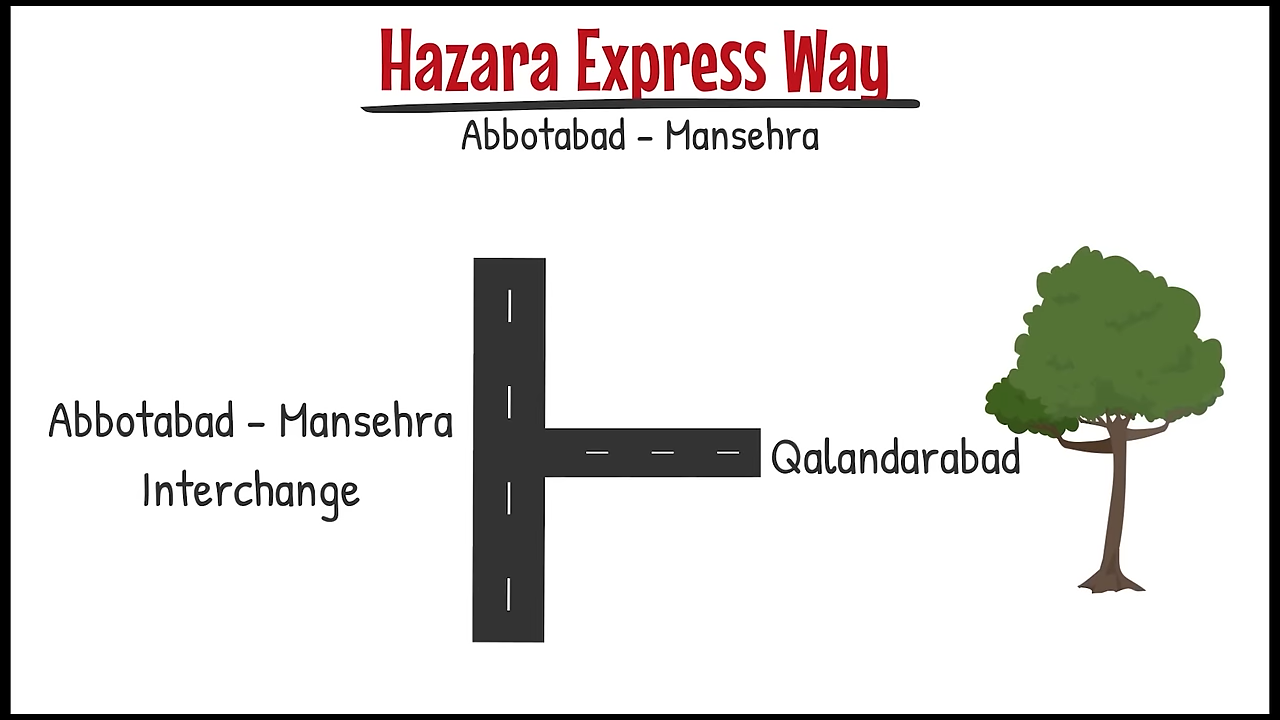 Hazara Express Way
Abbotabad - Mansehra
Abbotabad - Mansehra
Interchange
Qalandarabad